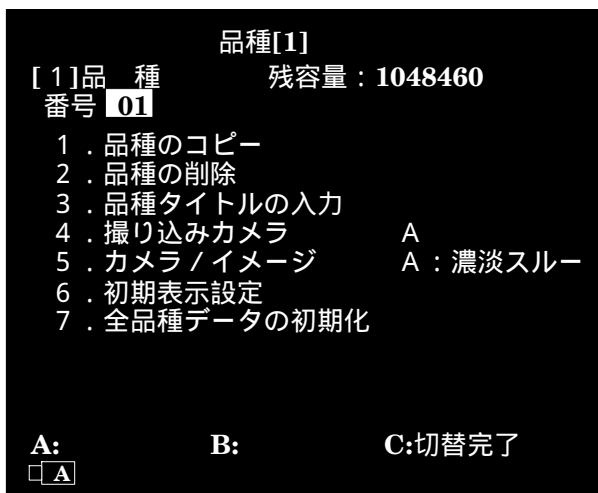 品種[1]
[1]品 種 残容量：1048460
番号 01
1．品種のコピー
2．品種の削除
3．品種タイトルの入力
4．撮り込みカメラ A
5．カメラ/イメージ A：濃淡スルー
6．初期表示設定
7．全品種データの初期化
A: B: C:切替完了
□A